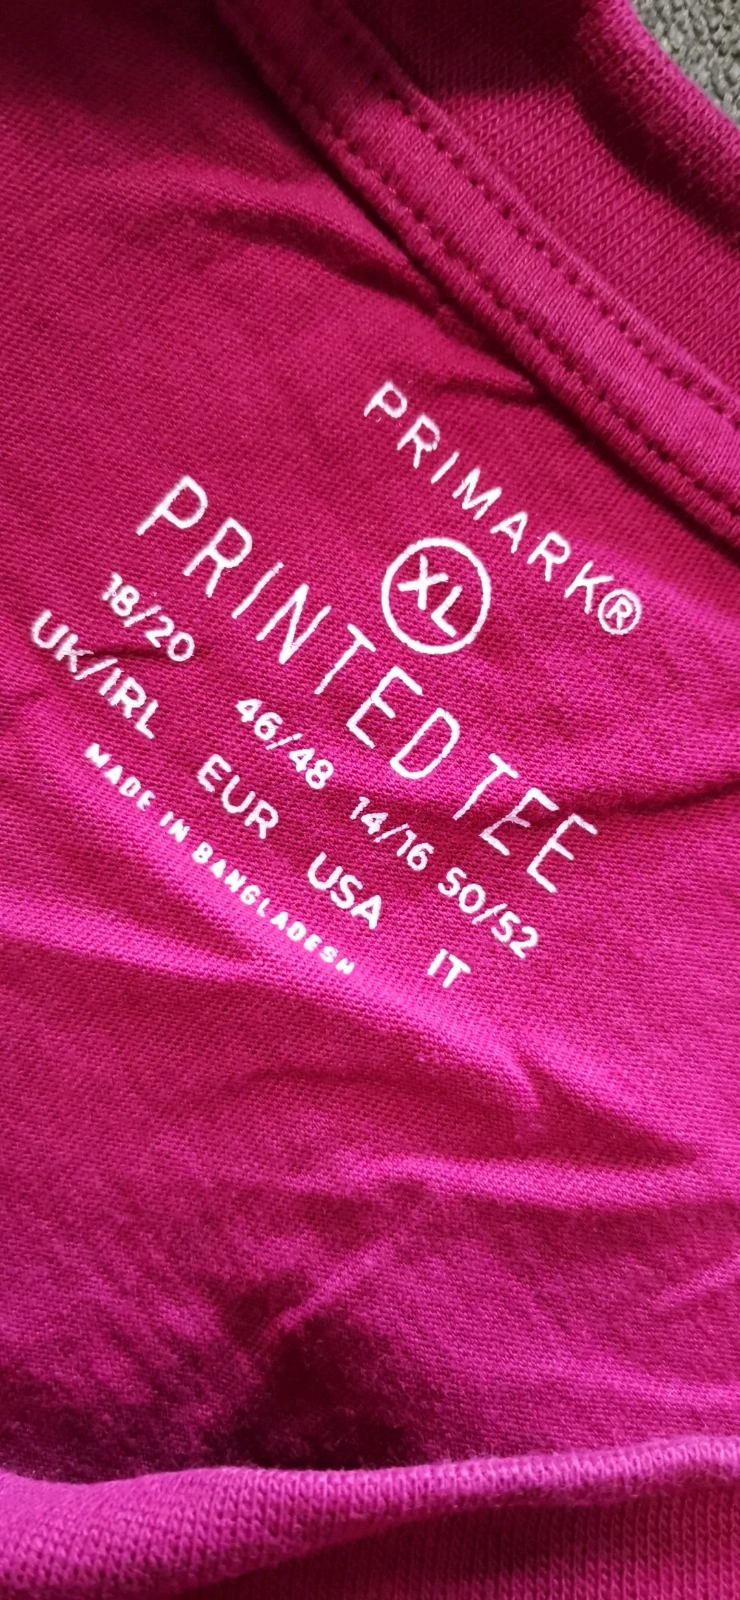 PRIMARK®
XL
PRINTED TEE
18/20 46/48 14/16 50/52
UK/IRL EUR USA IT
MADE IN BANGLADESH